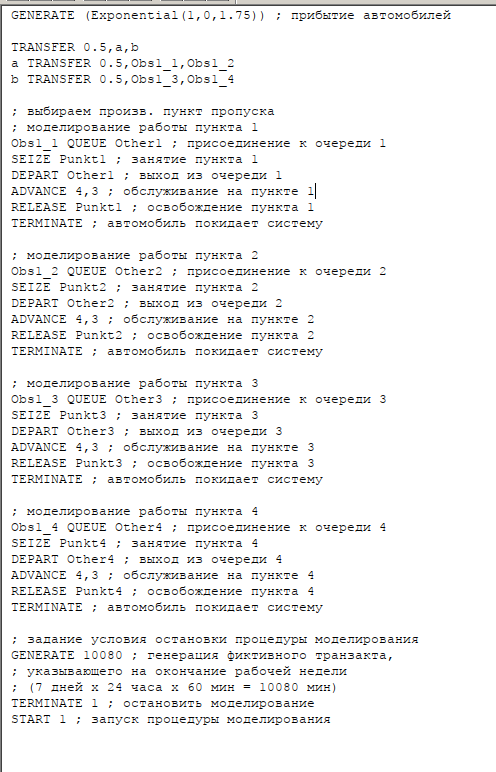 GENERATE (Exponential(1,0,1.75)) ; прибытие автомобилей
TRANSFER 0.5,a,b
a TRANSFER 0.5,Obs1_1,Obs1_2
b TRANSFER 0.5,Obs1_3,Obs1_4
; выбираем произв. пункт пропуска
; моделирование работы пункта 1
Obs1_1 QUEUE Other1 ; присоединение к очереди 1
SEIZE Punkt1 ; занятие пункта 1
DEPART Other1 ; выход из очереди 1
ADVANCE 4,3 ; обслуживание на пункте 1
RELEASE Punkt1 ; освобождение пункта 1
TERMINATE ; автомобиль покидает систему
; моделирование работы пункта 2
Obs1_2 QUEUE Other2 ; присоединение к очереди 2
SEIZE Punkt2 ; занятие пункта 2
DEPART Other2 ; выход из очереди 2
ADVANCE 4,3 ; обслуживание на пункте 2
RELEASE Punkt2 ; освобождение пункта 2
TERMINATE ; автомобиль покидает систему
; моделирование работы пункта 3
Obs1_3 QUEUE Other3 ; присоединение к очереди 3
SEIZE Punkt3 ; занятие пункта 3
DEPART Other3 ; выход из очереди 3
ADVANCE 4,3 ; обслуживание на пункте 3
RELEASE Punkt3 ; освобождение пункта 3
TERMINATE ; автомобиль покидает систему
; моделирование работы пункта 4
Obs1_4 QUEUE Other4 ; присоединение к очереди 4
SEIZE Punkt4 ; занятие пункта 4
DEPART Other4 ; выход из очереди 4
ADVANCE 4,3 ; обслуживание на пункте 4
RELEASE Punkt4 ; освобождение пункта 4
TERMINATE ; автомобиль покидает систему
; задание условия остановки процедуры моделирования
GENERATE 10080 ; генерация фиктивного транзакта,
; указывающего на окончание рабочей недели
; (7 дней х 24 часа х 60 мин = 10080 мин)
TERMINATE 1 ; остановить моделирование
START 1 ; запуск процедуры моделирования